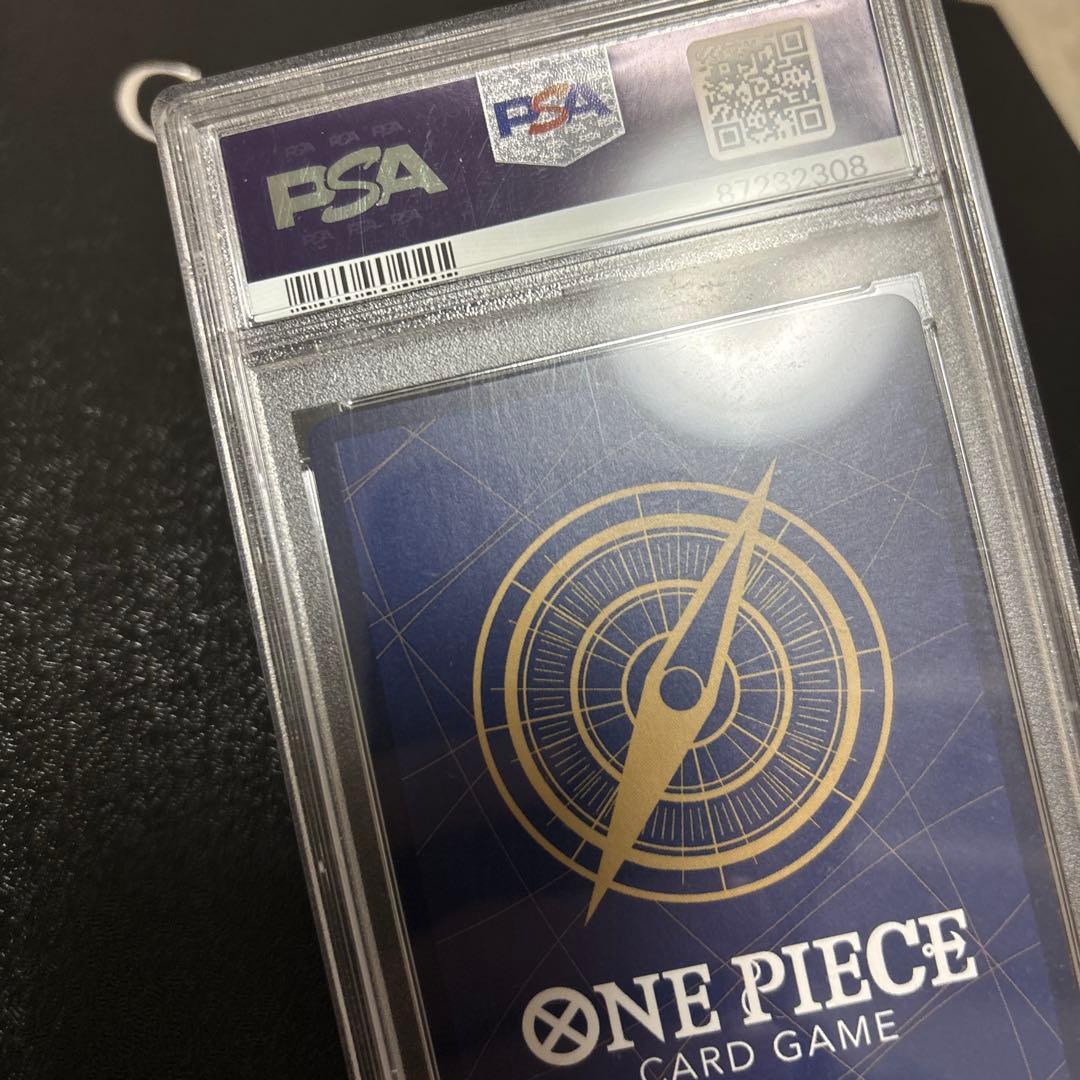 PSA
PSA
87232308
ONE PIECE
CARD GAME